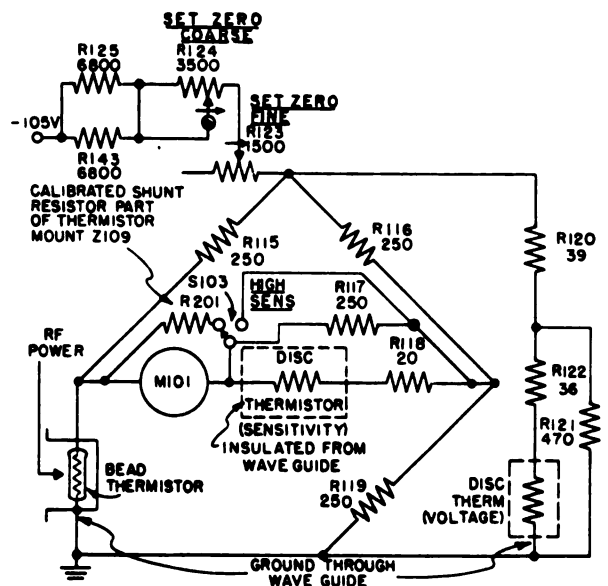 SET ZERO
COARSE
R125
6800
R124
3500
-105V
SET ZERO
FINE
R123
1500
R143
6800
CALIBRATED SHUNT
RESISTOR PART
OF THERMISTOR
MOUNT Z109
R115
250
R116
250
R120
39
S103
HIGH
SENS
R117
250
R201
RF
POWER
R118
20
DISC
M101
R122
36
THERMISTOR
(SENSITIVITY)
INSULATED FROM
WAVE GUIDE
R121
470
BEAD
THERMISTOR
R119
250
DISC
THERM
(VOLTAGE)
GROUND THROUGH
WAVE GUIDE